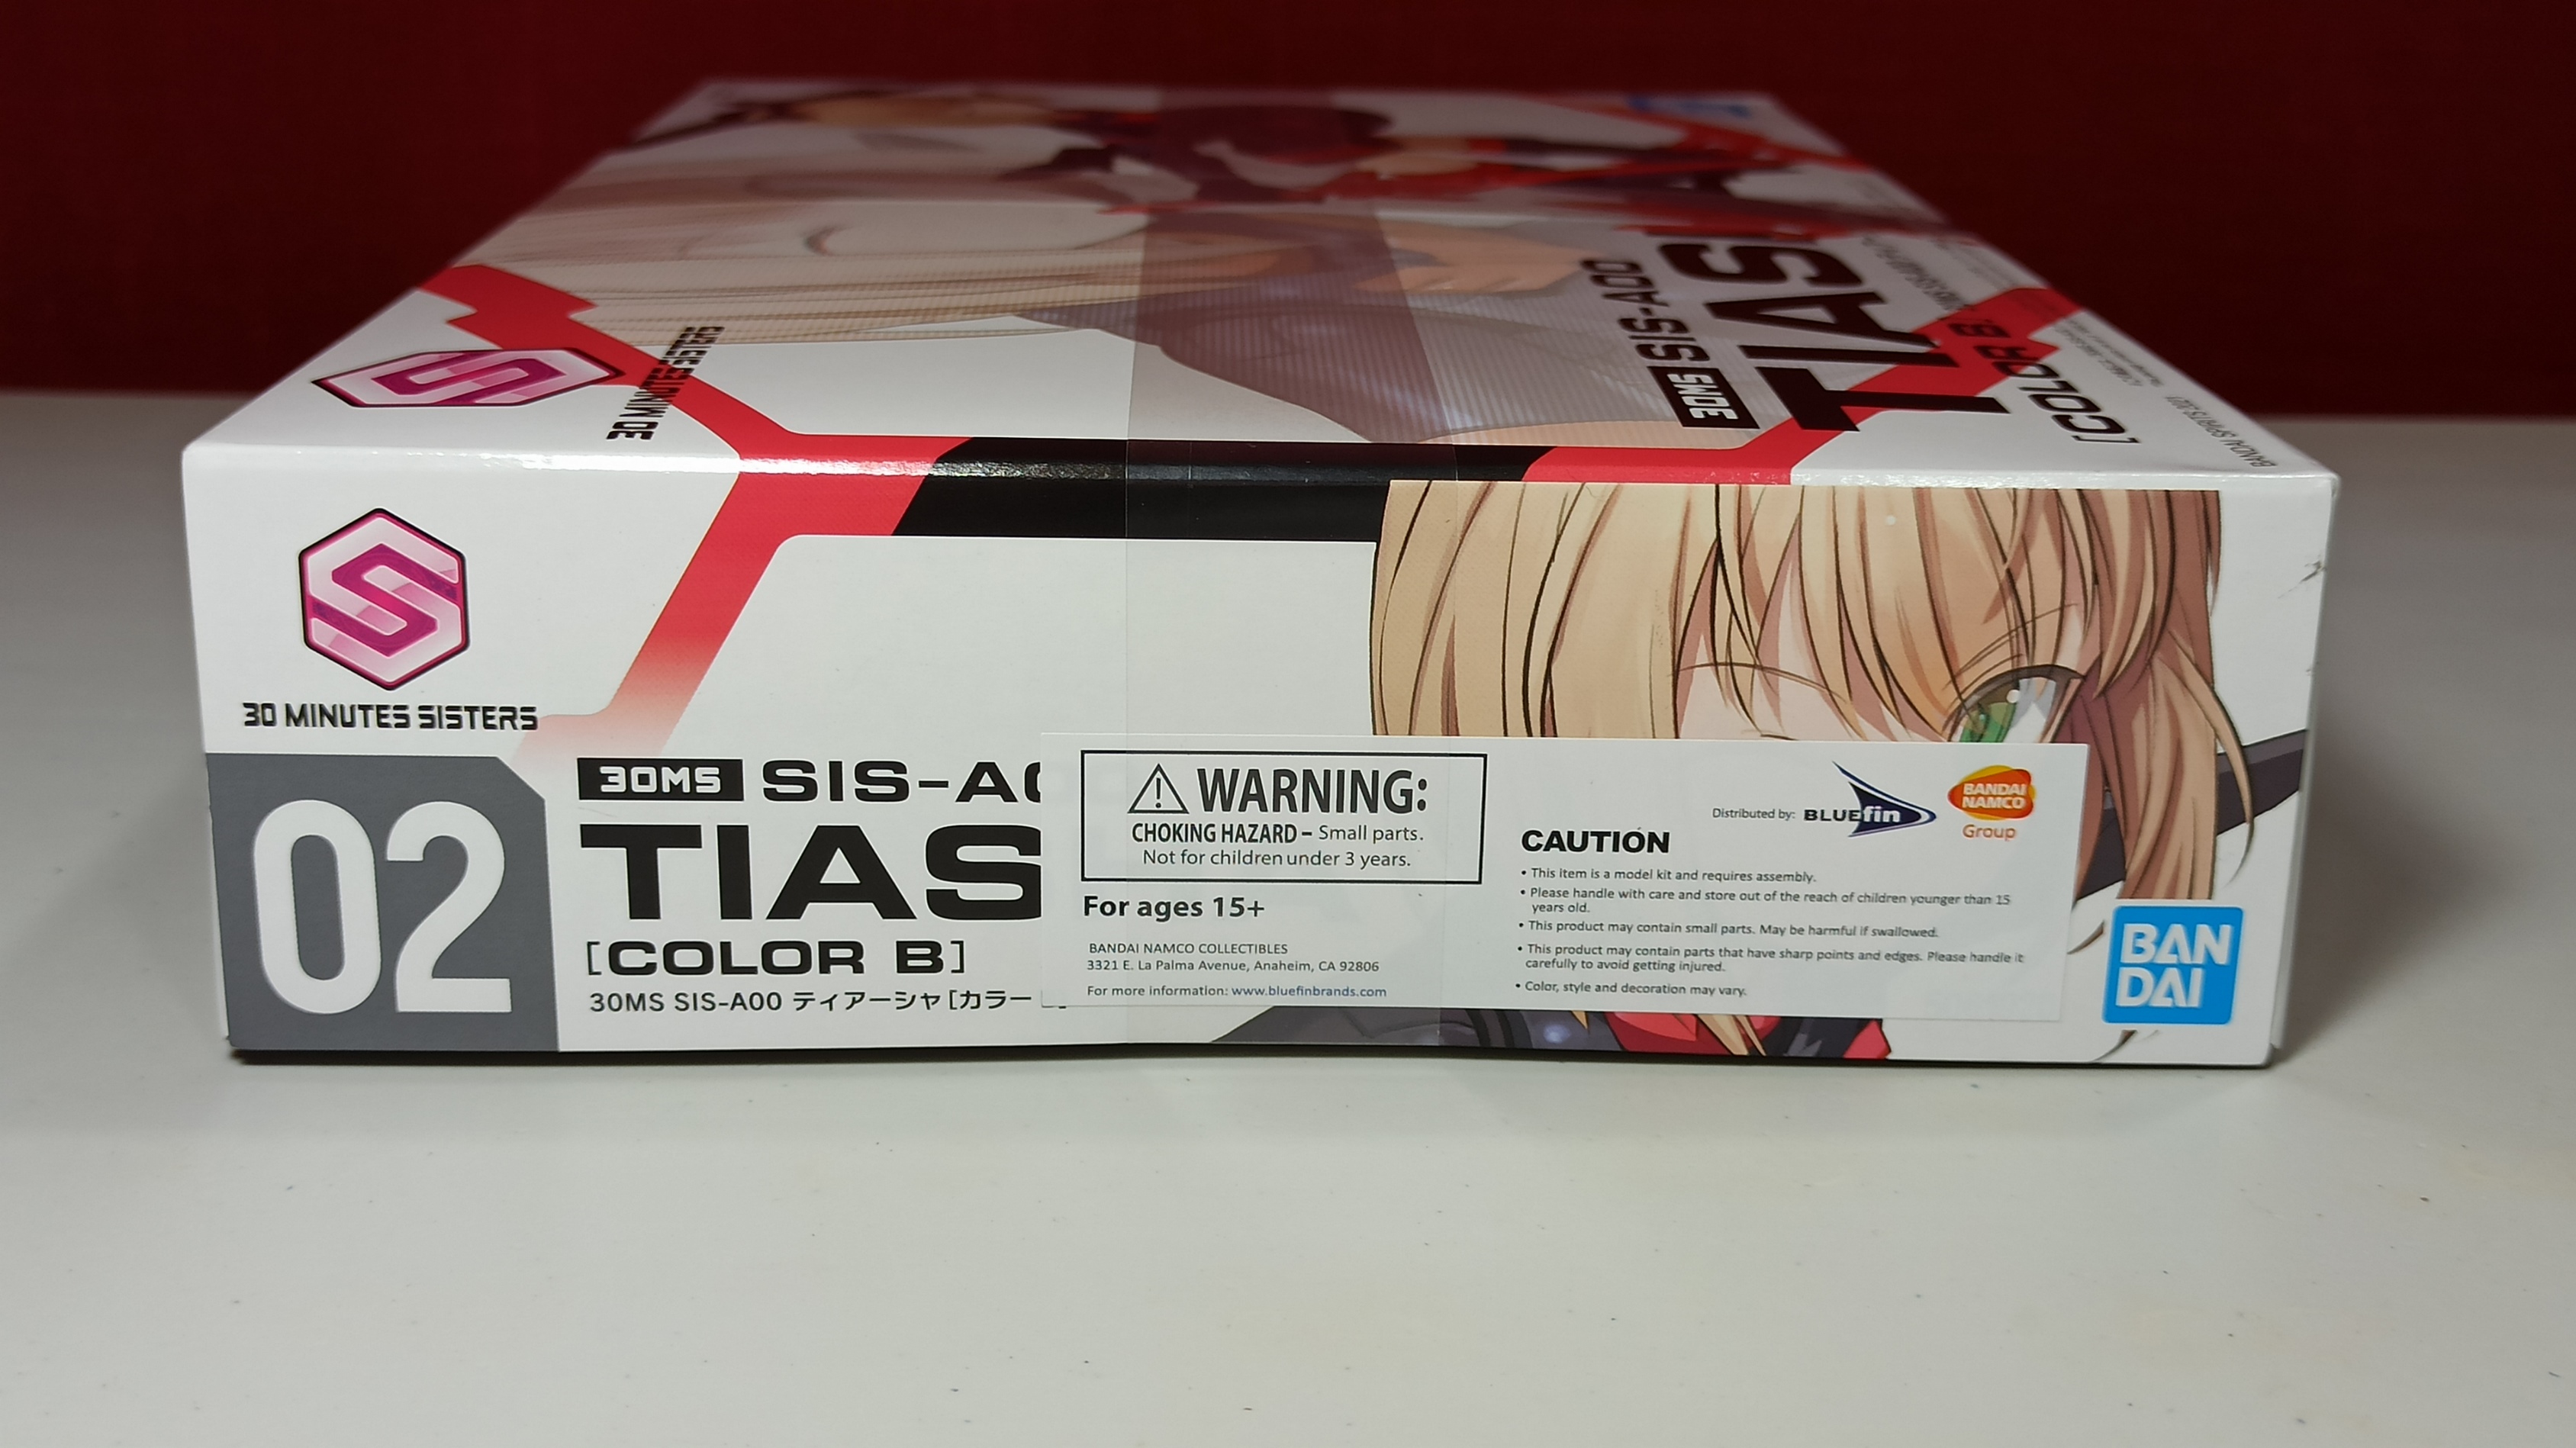 30 MINUTES SISTERS
30MS SIS-A00
TIAS
[COLOR B]
30 MINUTES SISTERS
02
30MS SIS-A0
TIAS
[COLOR B]
30MS SIS-A00 ティアーシャ [カラー
WARNING:
CHOKING HAZARD – Small parts.
Not for children under 3 years.
For ages 15+
BANDAI NAMCO COLLECTIBLES
3321 E. La Palma Avenue, Anaheim, CA 92806
For more information: www.bluefinbrands.com
Distributed by: BLUEfin
BANDAI
NAMCO
Group
CAUTION
• This item is a model kit and requires assembly.
• Please handle with care and store out of the reach of children younger than 15
years old.
• This product may contain small parts. May be harmful if swallowed.
• This product may contain parts that have sharp points and edges. Please handle it
carefully to avoid getting injured.
• Color, style and decoration may vary.
BAN
DAI